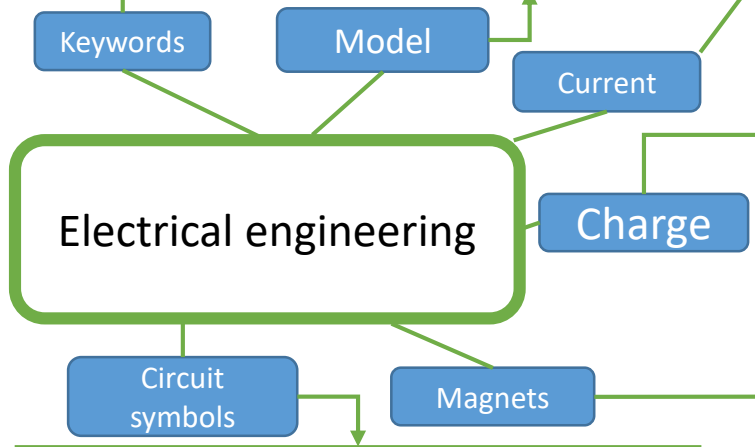 Keywords
Model
Current
Electrical engineering
Charge
Circuit
symbols
Magnets